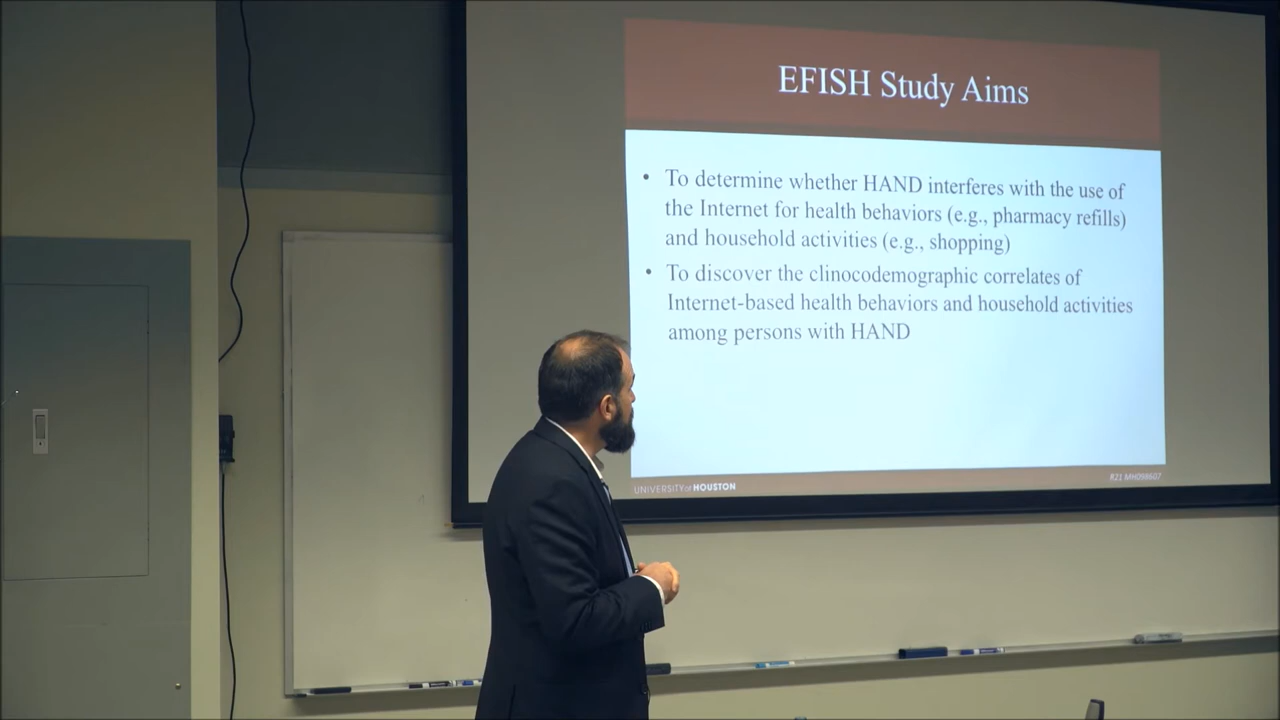 EFISH Study Aims
• To determine whether HAND interferes with the use of
the Internet for health behaviors (e.g., pharmacy refills)
and household activities (e.g., shopping)
• To discover the clinocodemographic correlates of
Internet-based health behaviors and household activities
among persons with HAND
UNIVERSITY of HOUSTON